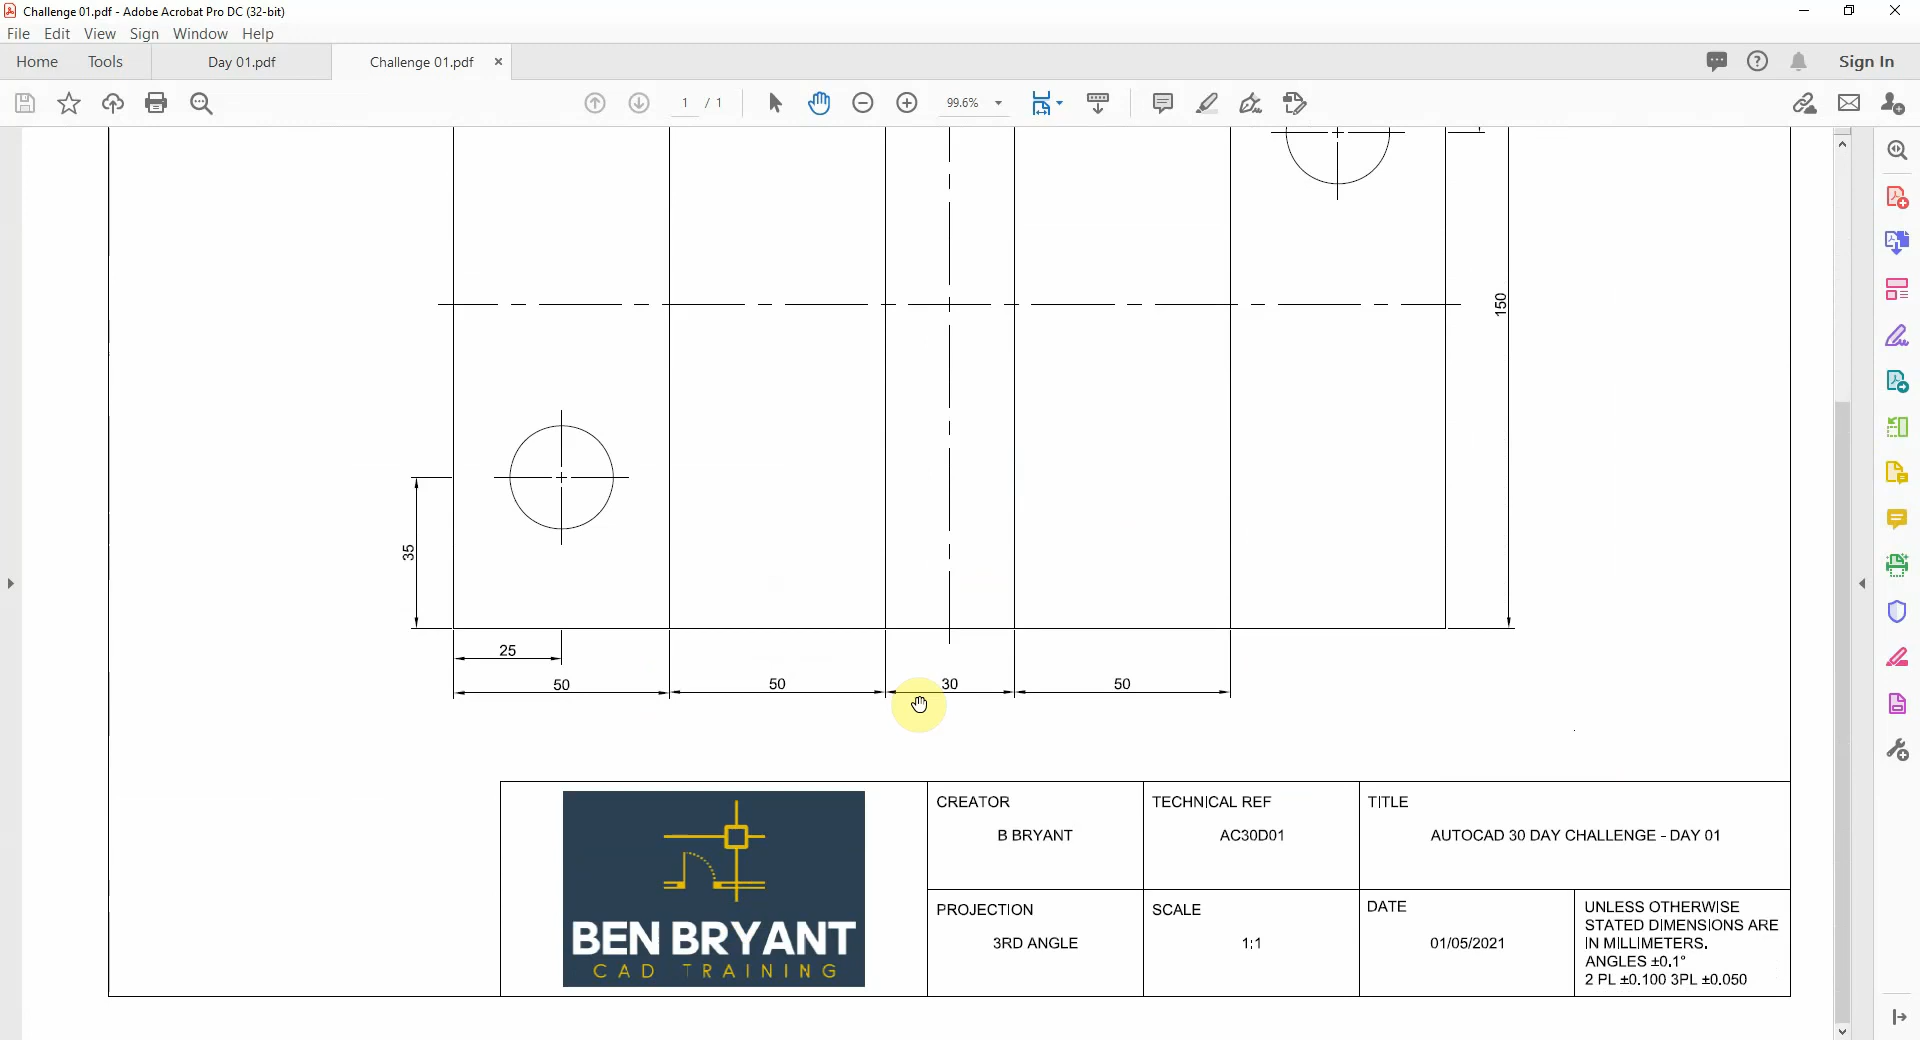 Challenge 01.pdf - Adobe Acrobat Pro DC (32-bit)
File Edit View Sign Window Help
Home Tools Day 01.pdf Challenge 01.pdf × Sign In
1 / 1 99.6%
150
35
25
50 50 30 50
BEN BRYANT
CAD TRAINING
CREATOR
B BRYANT
TECHNICAL REF
AC30D01
TITLE
AUTOCAD 30 DAY CHALLENGE - DAY 01
PROJECTION
3RD ANGLE
SCALE
1:1
DATE
01/05/2021
UNLESS OTHERWISE
STATED DIMENSIONS ARE
IN MILLIMETERS.
ANGLES ±0.1°
2 PL ±0.100 3PL ±0.050